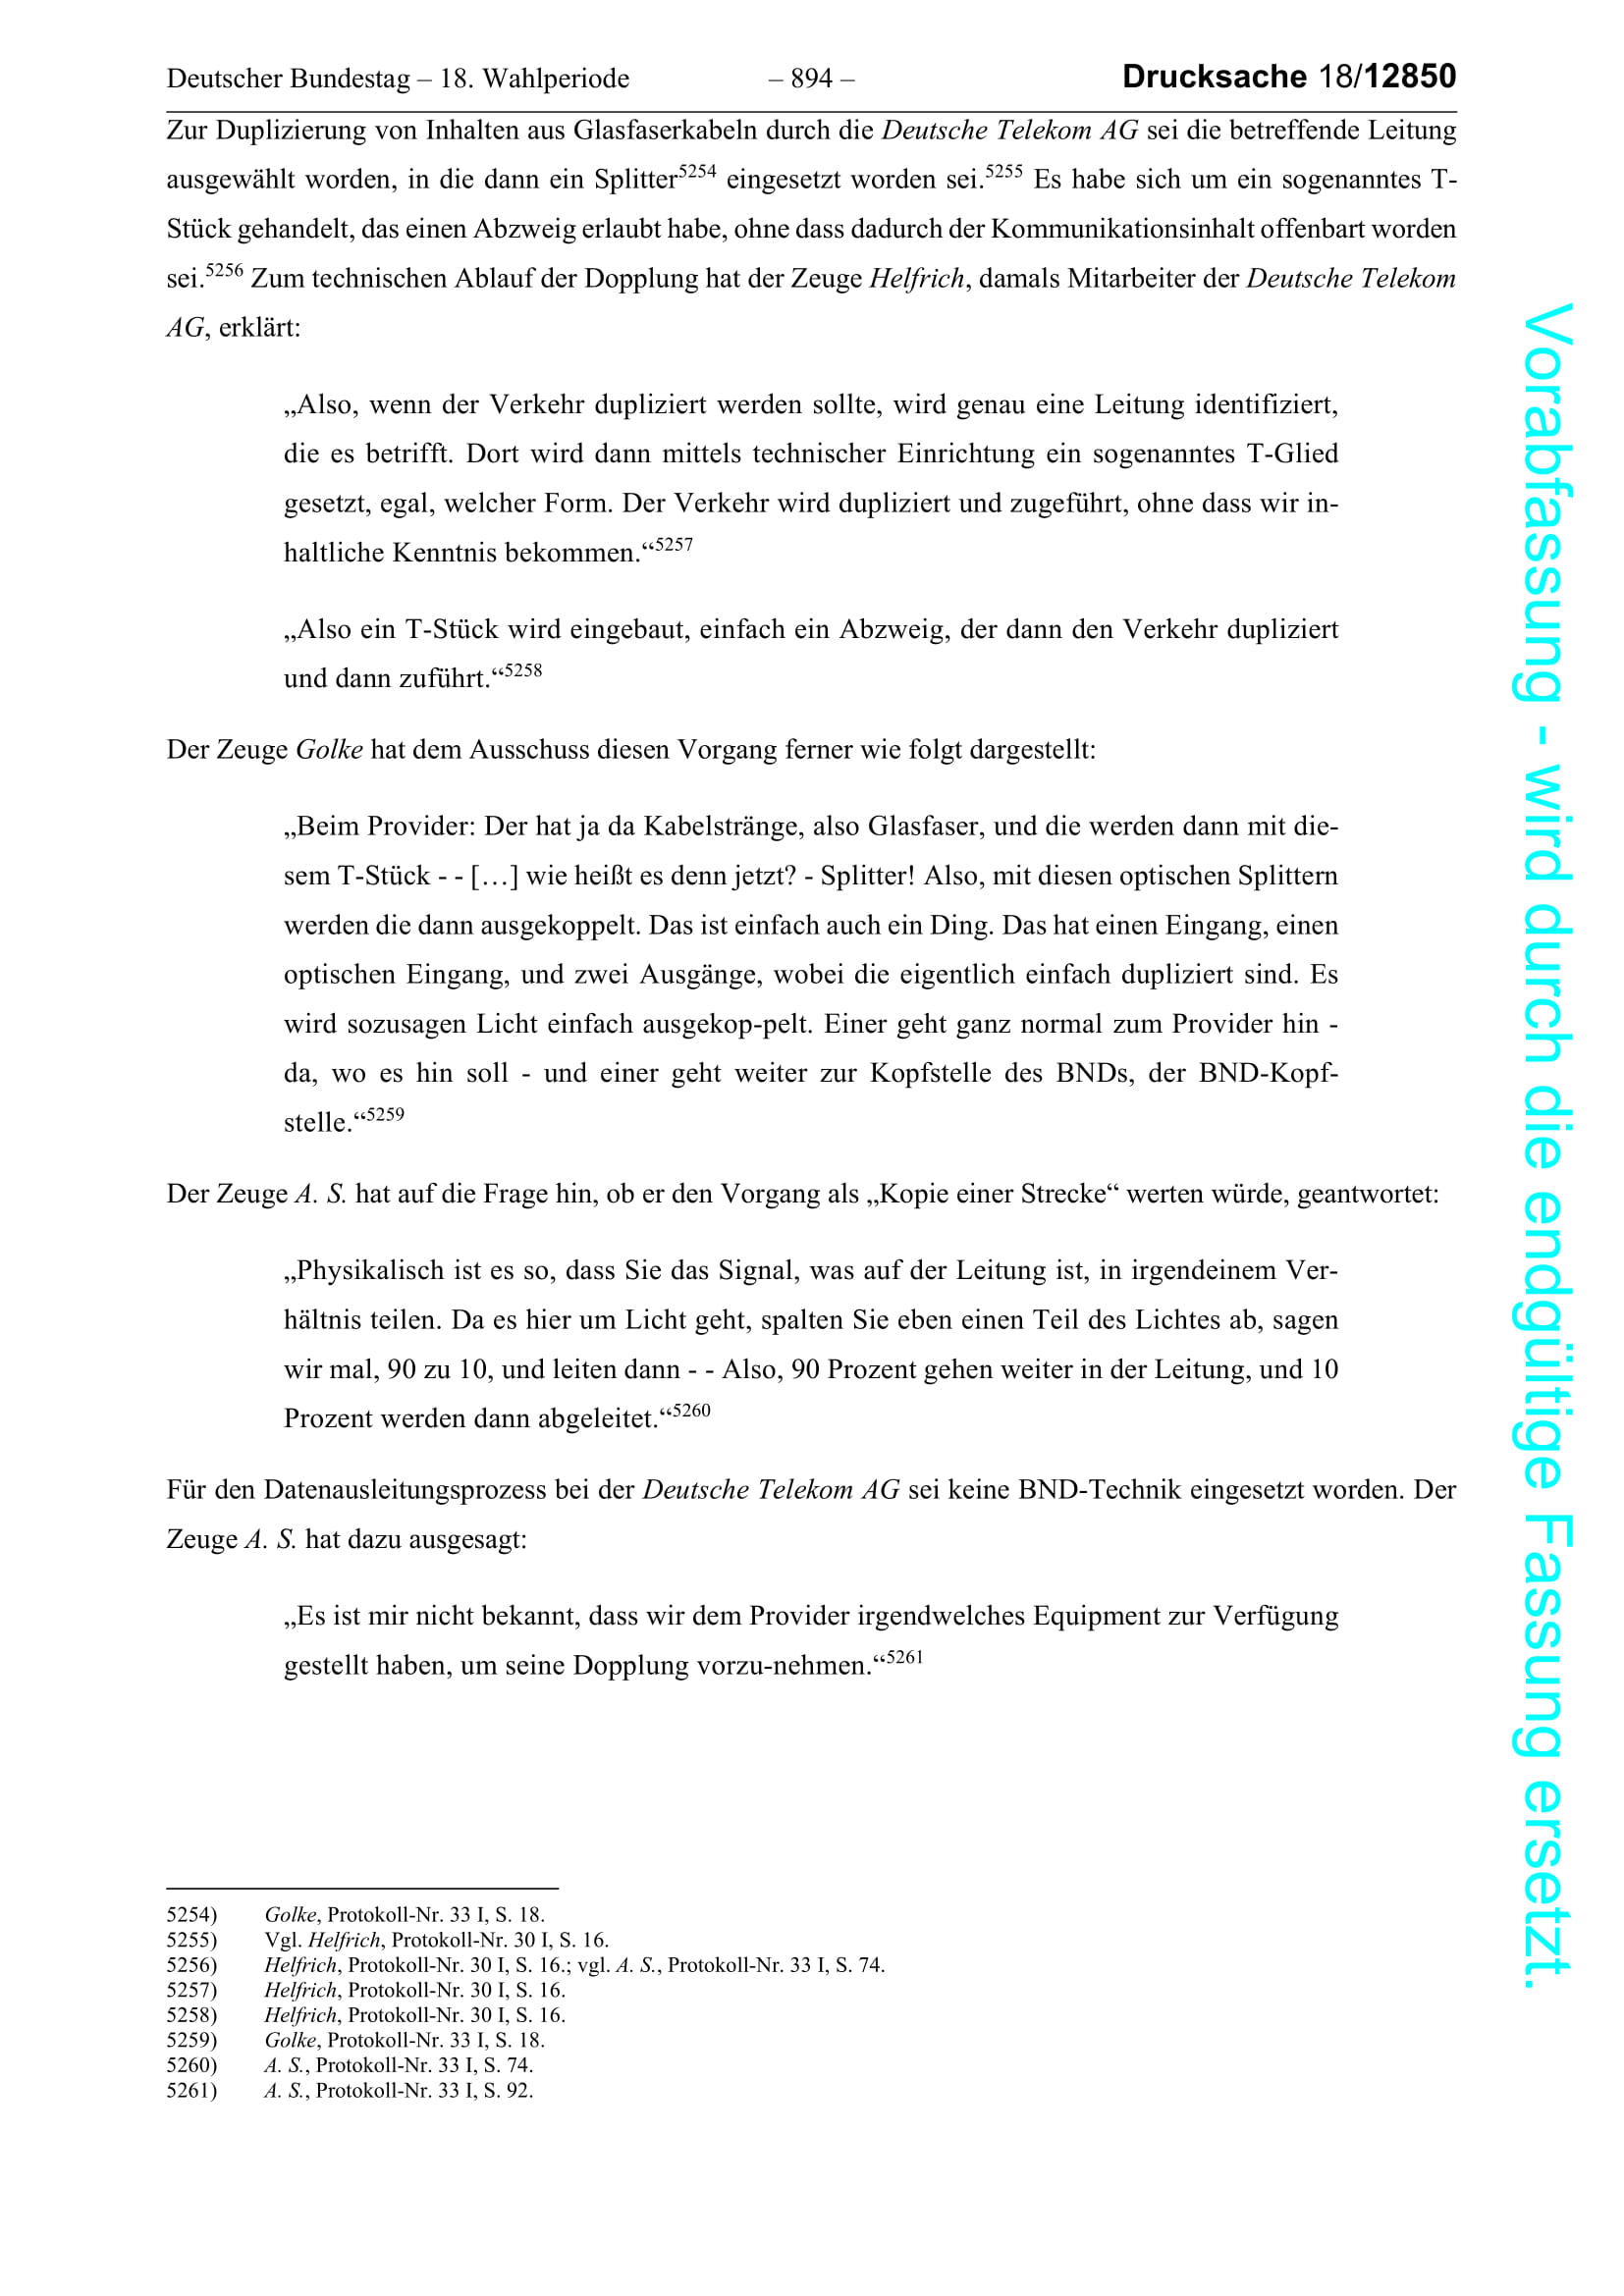 Deutscher Bundestag – 18. Wahlperiode – 894 – Drucksache 18/12850
Zur Duplizierung von Inhalten aus Glasfaserkabeln durch die Deutsche Telekom AG sei die betreffende Leitung
ausgewählt worden, in die dann ein Splitter5254 eingesetzt worden sei.5255 Es habe sich um ein sogenanntes T-
Stück gehandelt, das einen Abzweig erlaubt habe, ohne dass dadurch der Kommunikationsinhalt offenbart worden
sei.5256 Zum technischen Ablauf der Dopplung hat der Zeuge Helfrich, damals Mitarbeiter der Deutsche Telekom
AG, erklärt:
„Also, wenn der Verkehr dupliziert werden sollte, wird genau eine Leitung identifiziert,
die es betrifft. Dort wird dann mittels technischer Einrichtung ein sogenanntes T-Glied
gesetzt, egal, welcher Form. Der Verkehr wird dupliziert und zugeführt, ohne dass wir in-
haltliche Kenntnis bekommen.“5257
„Also ein T-Stück wird eingebaut, einfach ein Abzweig, der dann den Verkehr dupliziert
und dann zuführt.“5258
Der Zeuge Golke hat dem Ausschuss diesen Vorgang ferner wie folgt dargestellt:
„Beim Provider: Der hat ja da Kabelstränge, also Glasfaser, und die werden dann mit die-
sem T-Stück - - […] wie heißt es denn jetzt? - Splitter! Also, mit diesen optischen Splittern
werden die dann ausgekoppelt. Das ist einfach auch ein Ding. Das hat einen Eingang, einen
optischen Eingang, und zwei Ausgänge, wobei die eigentlich einfach dupliziert sind. Es
wird sozusagen Licht einfach ausgekop-pelt. Einer geht ganz normal zum Provider hin -
da, wo es hin soll - und einer geht weiter zur Kopfstelle des BNDs, der BND-Kopf-
stelle.“5259
Der Zeuge A. S. hat auf die Frage hin, ob er den Vorgang als „Kopie einer Strecke“ werten würde, geantwortet:
„Physikalisch ist es so, dass Sie das Signal, was auf der Leitung ist, in irgendeinem Ver-
hältnis teilen. Da es hier um Licht geht, spalten Sie eben einen Teil des Lichtes ab, sagen
wir mal, 90 zu 10, und leiten dann - - Also, 90 Prozent gehen weiter in der Leitung, und 10
Prozent werden dann abgeleitet.“5260
Für den Datenausleitungsprozess bei der Deutsche Telekom AG sei keine BND-Technik eingesetzt worden. Der
Zeuge A. S. hat dazu ausgesagt:
„Es ist mir nicht bekannt, dass wir dem Provider irgendwelches Equipment zur Verfügung
gestellt haben, um seine Dopplung vorzu-nehmen.“5261
5254) Golke, Protokoll-Nr. 33 I, S. 18.
5255) Vgl. Helfrich, Protokoll-Nr. 30 I, S. 16.
5256) Helfrich, Protokoll-Nr. 30 I, S. 16.; vgl. A. S., Protokoll-Nr. 33 I, S. 74.
5257) Helfrich, Protokoll-Nr. 30 I, S. 16.
5258) Helfrich, Protokoll-Nr. 30 I, S. 16.
5259) Golke, Protokoll-Nr. 33 I, S. 18.
5260) A. S., Protokoll-Nr. 33 I, S. 74.
5261) A. S., Protokoll-Nr. 33 I, S. 92.
Vorabfassung - wird durch die endgültige Fassung ersetzt.